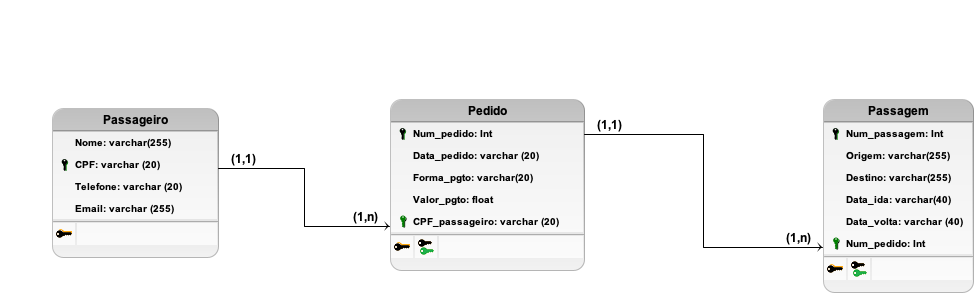 Passageiro
Nome: varchar(255)
CPF: varchar (20)
Telefone: varchar (20)
Email: varchar (255)
(1,1)
(1,n)
Pedido
Num_pedido: Int
Data_pedido: varchar (20)
Forma_pgto: varchar(20)
Valor_pgto: float
CPF_passageiro: varchar (20)
(1,1)
(1,n)
Passagem
Num_passagem: Int
Origem: varchar(255)
Destino: varchar(255)
Data_ida: varchar(40)
Data_volta: varchar (40)
Num_pedido: Int